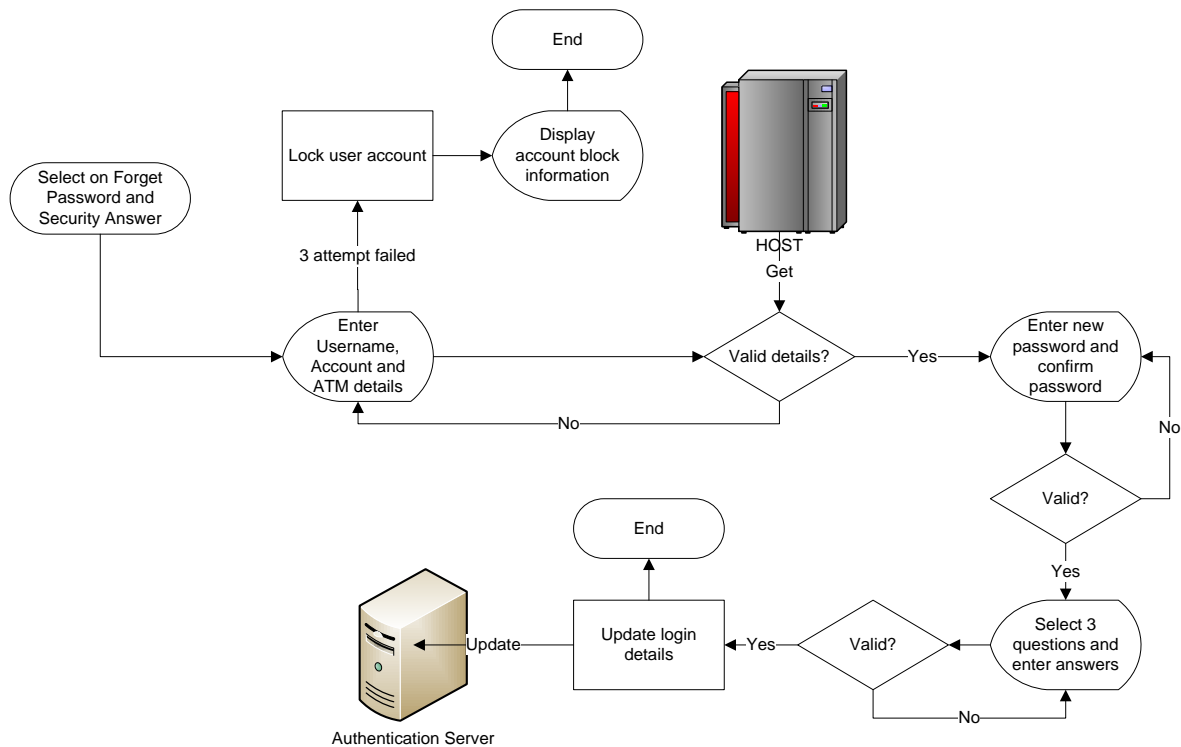 End
Lock user account
Display
account block
information
Select on Forget
Password and
Security Answer
HOST
3 attempt failed
Get
Enter
Username,
Account and
ATM details
Valid details?
Yes
Enter new
password and
confirm
password
No
No
Valid?
End
Yes
Update
Update login
details
Yes
Valid?
Select 3
questions and
enter answers
No
Authentication Server